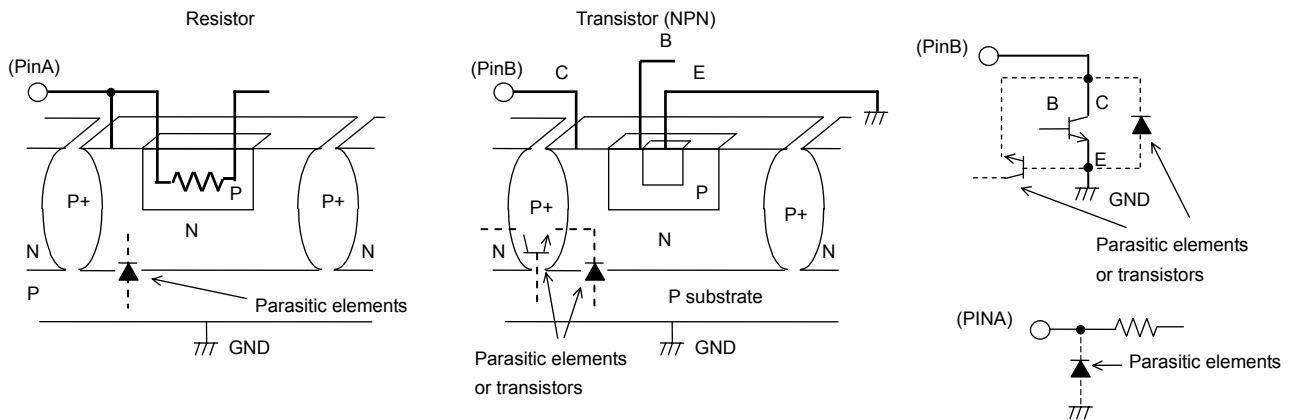 Resistor
(PinA)
P+
N
P
P+
N
N
P
Parasitic elements
GND
Transistor (NPN)
B
(PinB)
C
E
P+
P
P+
N
N
N
P substrate
Parasitic elements
or transistors
GND
(PinB)
B
C
E
GND
Parasitic elements
or transistors
(PINA)
Parasitic elements